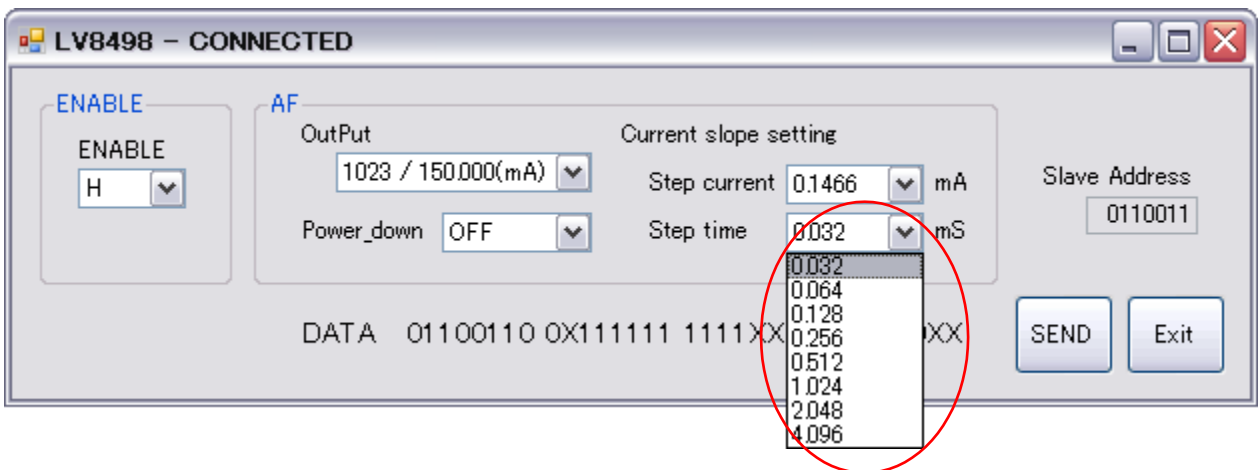 LV8498 - CONNECTED
ENABLE
ENABLE
H
AF
OutPut
1023 / 150.000(mA)
Power_down OFF
Current slope setting
Step current 0.1466 mA
Step time 0.032 mS
0.032
0.064
0.128
0.256
0.512
1.024
2.048
4.096
Slave Address
0110011
DATA 01100110 0X111111 1111XX XX
SEND
Exit